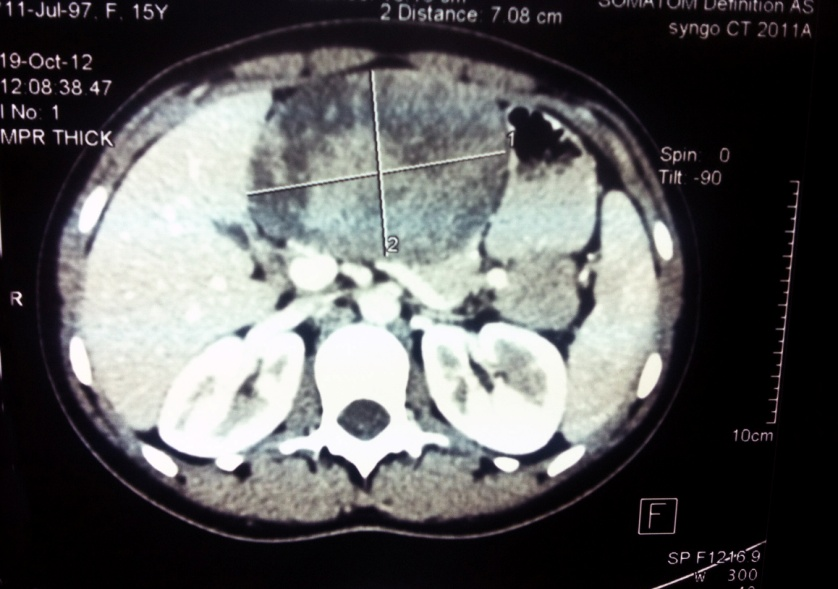 11-Jul-97, F, 15Y
2 Distance: 7.08 cm
SOMATOM Definition AS
syngo CT 2011A
19-Oct-12
12:08:38.47
I No: 1
MPR THICK
Spin: 0
Tilt: -90
1
2
R
10cm
F
SP F1216.9
W 300